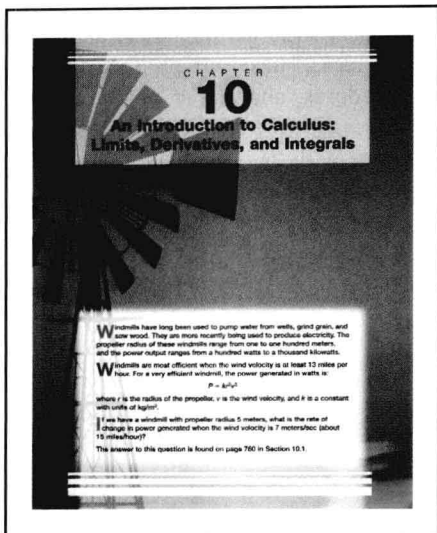 CHAPTER
10
An Introduction to Calculus:
Limits, Derivatives, and Integrals
Windmills have long been used to pump water from wells, grind grain, and
saw wood. They are more recently being used to produce electricity. The
propeller radius of these windmills range from one to one hundred meters,
and the power output ranges from a hundred watts to a thousand kilowatts.
Windmills are most efficient when the wind velocity is at least 13 miles per
hour. For a very efficient windmill, the power generated in watts is:
P = kr²v³
where r is the radius of the propeller, v is the wind velocity, and k is a constant
with units of kg/m³.
If we have a windmill with propeller radius 5 meters, what is the rate of
change in power generated when the wind velocity is 7 meters/sec (about
15 miles/hour)?
The answer to this question is found on page 760 in Section 10.1.